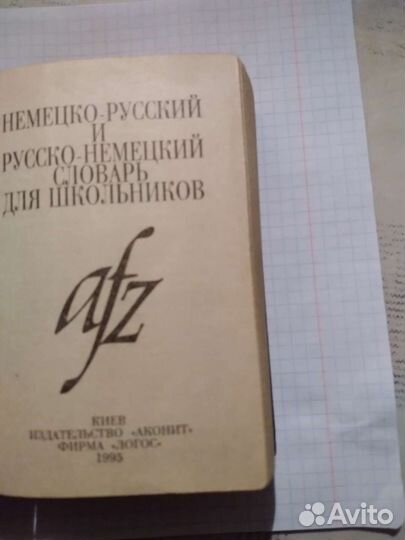 НЕМЕЦКО-РУССКИЙ
И
РУССКО-НЕМЕЦКИЙ
СЛОВАРЬ
ДЛЯ ШКОЛЬНИКОВ
afz
КИЕВ
ИЗДАТЕЛЬСТВО «АКОНИТ»
ФИРМА «ЛОГОС»
1995
Avito